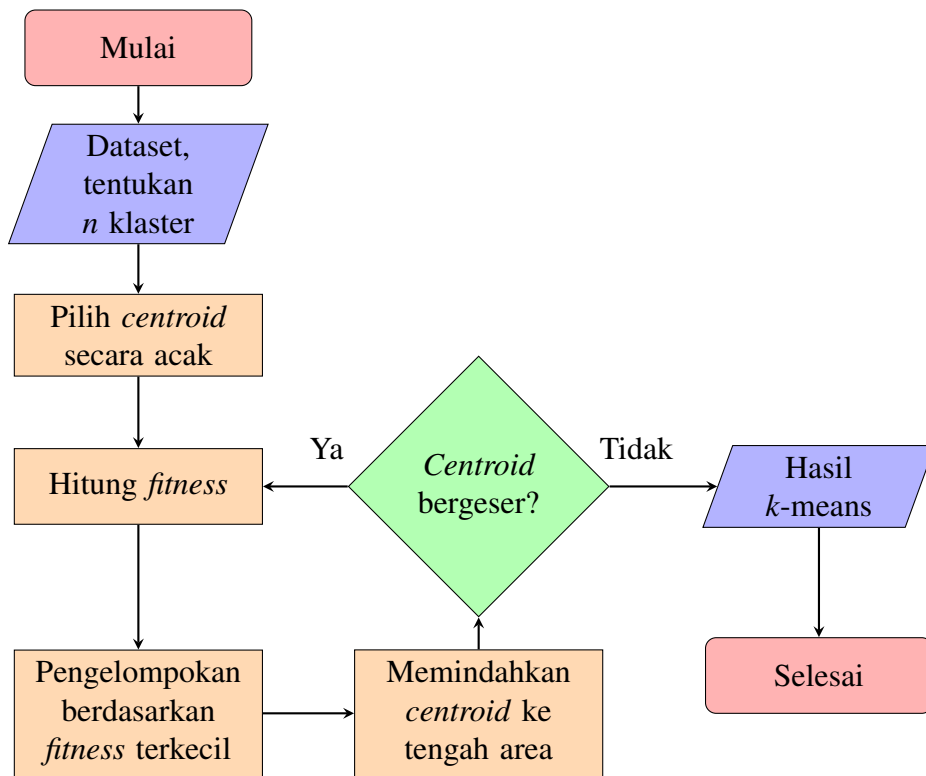 Mulai
Dataset,
tentukan
n klaster
Pilih centroid
secara acak
Hitung fitness
Pengelompokan
berdasarkan
fitness terkecil
Memindahkan
centroid ke
tengah area
Centroid
bergeser?
Ya
Tidak
Hasil
k-means
Selesai